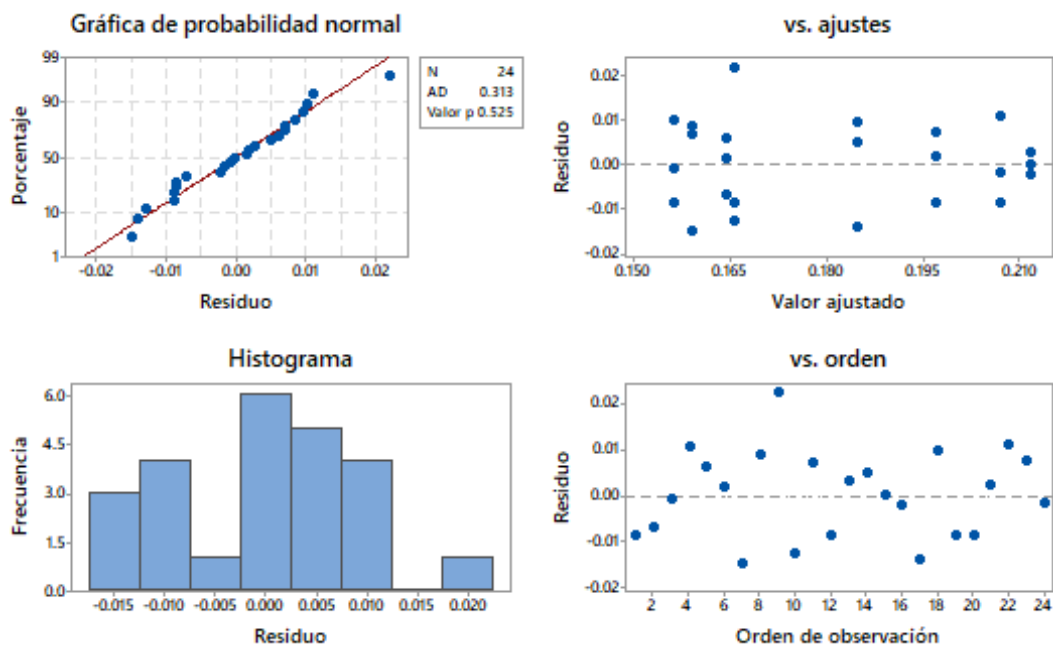 Gráfica de probabilidad normal
99
90
50
10
1
Porcentaje
-0.02 -0.01 0.00 0.01 0.02
Residuo
N 24
AD 0.313
Valor p 0.525
vs. ajustes
0.02
0.01
0.00
-0.01
-0.02
Residuo
0.150 0.165 0.180 0.195 0.210
Valor ajustado
Histograma
6.0
4.5
3.0
1.5
0.0
Frecuencia
-0.015 -0.010 -0.005 0.000 0.005 0.010 0.015 0.020
Residuo
vs. orden
0.02
0.01
0.00
-0.01
-0.02
Residuo
2 4 6 8 10 12 14 16 18 20 22 24
Orden de observación